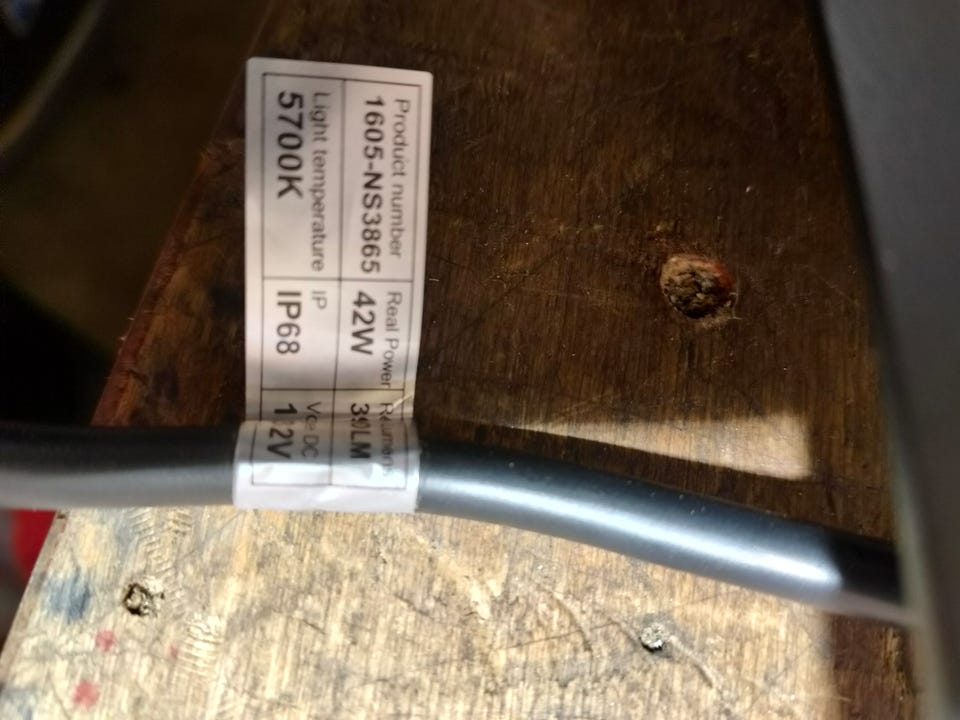 Product number
1605-NS3865
Real Power
42W
Light temperature
5700K
IP
IP68